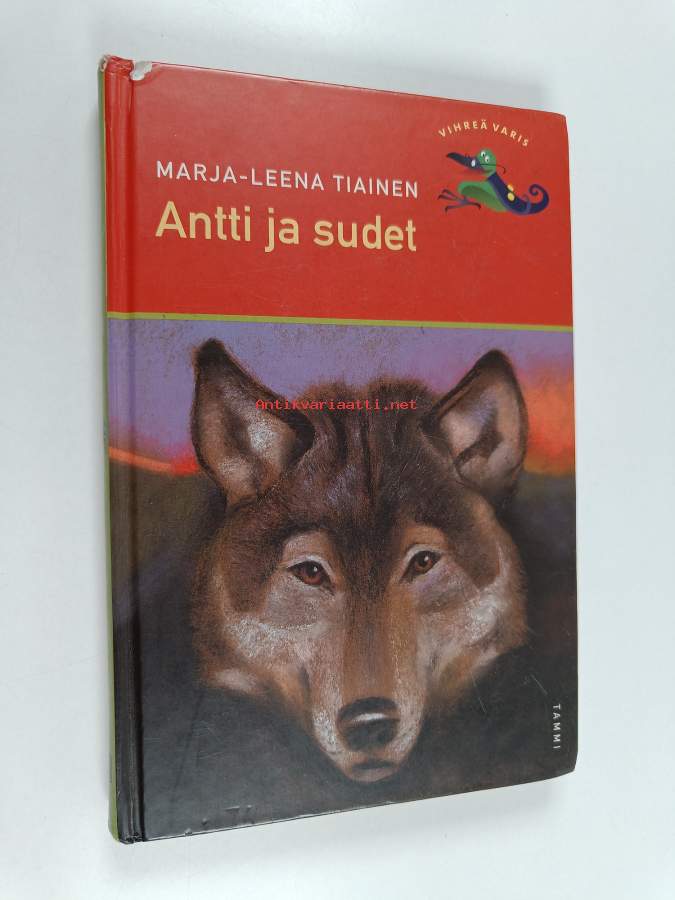 VIHREÄ VARIS
MARJA-LEENA TIAINEN
Antti ja sudet
Antikvariaatti.net
TAMMI